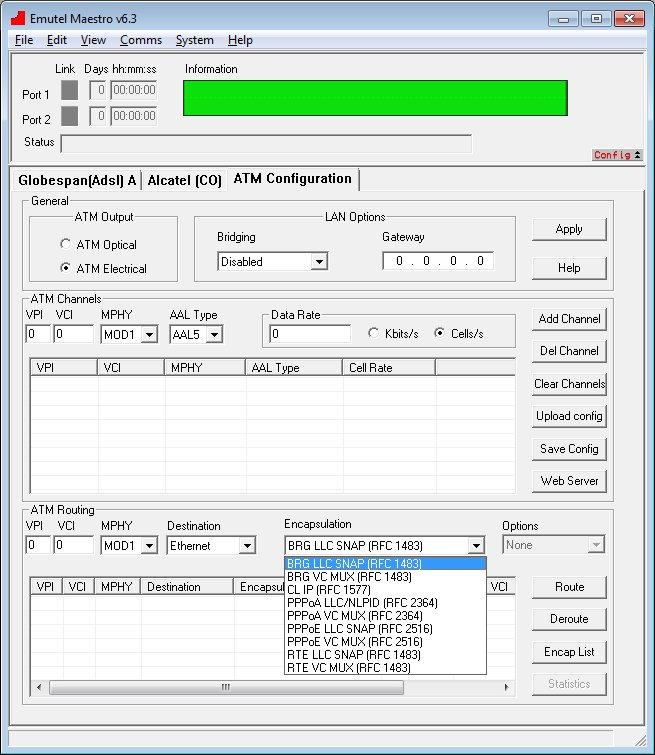 Emutel Maestro v6.3
File Edit View Comms System Help
Link Days hh:mm:ss Information
Port 1 0 00:00:00
Port 2 0 00:00:00
Status
Config
Globespan(Adsl) A Alcatel (CO) ATM Configuration
General
ATM Output LAN Options
ATM Optical Bridging Gateway Apply
ATM Electrical Disabled 0 . 0 . 0 . 0 Help
ATM Channels
VPI VCI MPHY AAL Type Data Rate Add Channel
0 0 MOD1 AAL5 0 Kbits/s Cells/s
Del Channel
VPI VCI MPHY AAL Type Cell Rate
Clear Channels
Upload config
Save Config
Web Server
ATM Routing
VPI VCI MPHY Destination Encapsulation Options
0 0 MOD1 Ethernet BRG LLC SNAP (RFC 1483) None
BRG LLC SNAP (RFC 1483)
BRG VC MUX (RFC 1483)
CL IP (RFC 1577)
PPPoA LLC/NLPID (RFC 2364)
PPPoA VC MUX (RFC 2364)
PPPoE LLC SNAP (RFC 2516)
PPPoE VC MUX (RFC 2516)
RTE LLC SNAP (RFC 1483)
RTE VC MUX (RFC 1483)
VPI VCI MPHY Destination Encapsul VCI
Route
Deroute
Encap List
Statistics